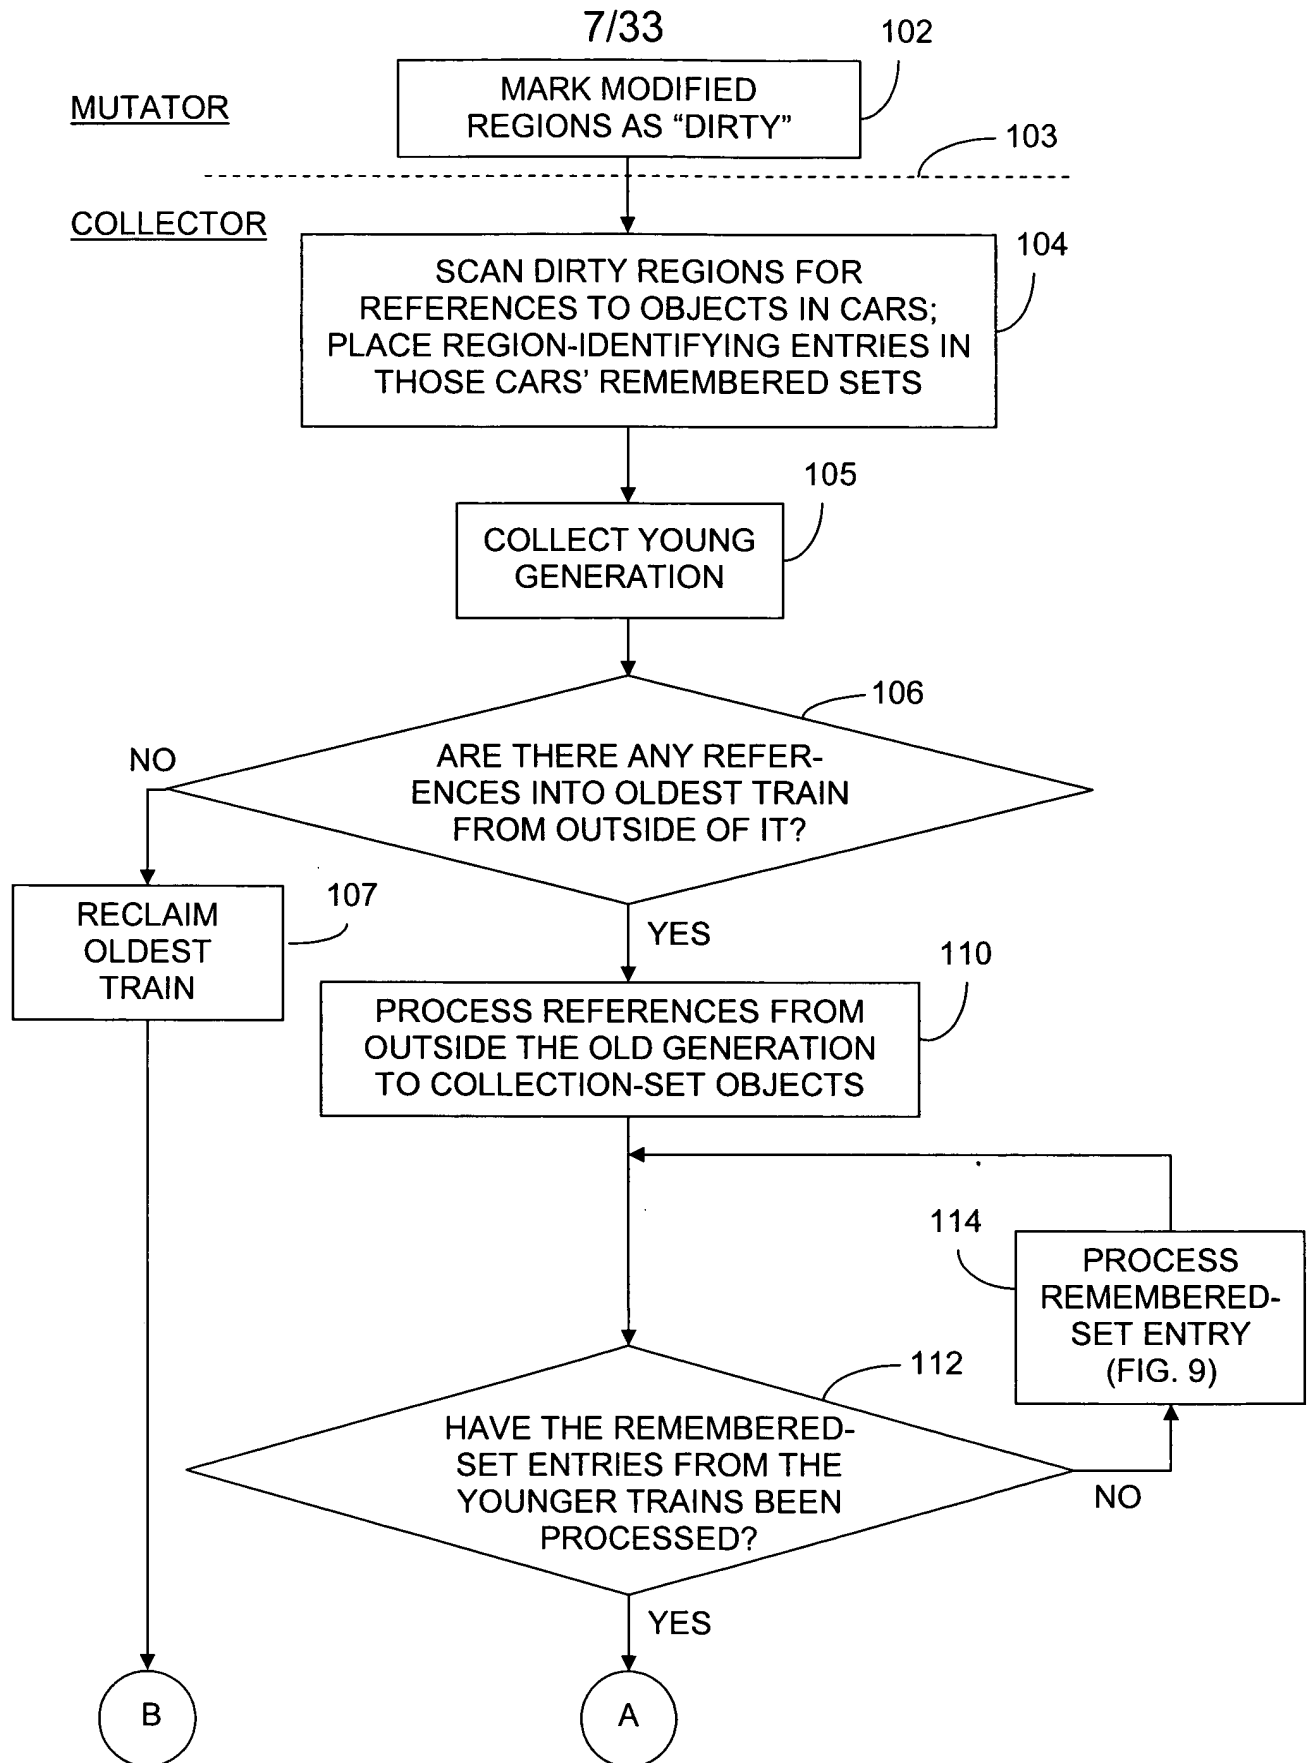 7/33
102
MARK MODIFIED
REGIONS AS “DIRTY”
MUTATOR
103
COLLECTOR
104
SCAN DIRTY REGIONS FOR
REFERENCES TO OBJECTS IN CARS;
PLACE REGION-IDENTIFYING ENTRIES IN
THOSE CARS’ REMEMBERED SETS
105
COLLECT YOUNG
GENERATION
106
NO
ARE THERE ANY REFER-
ENCES INTO OLDEST TRAIN
FROM OUTSIDE OF IT?
107
RECLAIM
OLDEST
TRAIN
YES
110
PROCESS REFERENCES FROM
OUTSIDE THE OLD GENERATION
TO COLLECTION-SET OBJECTS
114
PROCESS
REMEMBERED-
SET ENTRY
(FIG. 9)
112
HAVE THE REMEMBERED-
SET ENTRIES FROM THE
YOUNGER TRAINS BEEN
PROCESSED?
NO
YES
B
A